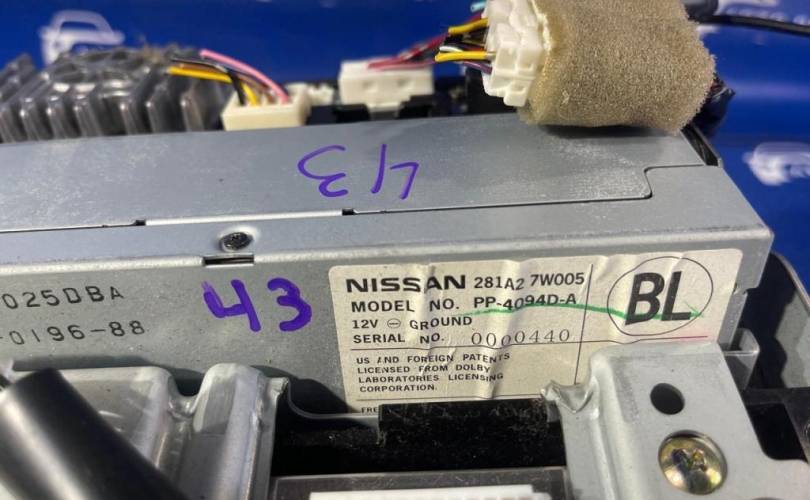 43
43
025DBA
0196-88
NISSAN 281A2 7W005
MODEL NO. PP-4094D-A
12V ⊖ GROUND
SERIAL NO. 0000440
BL
US AND FOREIGN PATENTS
LICENSED FROM DOLBY
LABORATORIES LICENSING
CORPORATION.